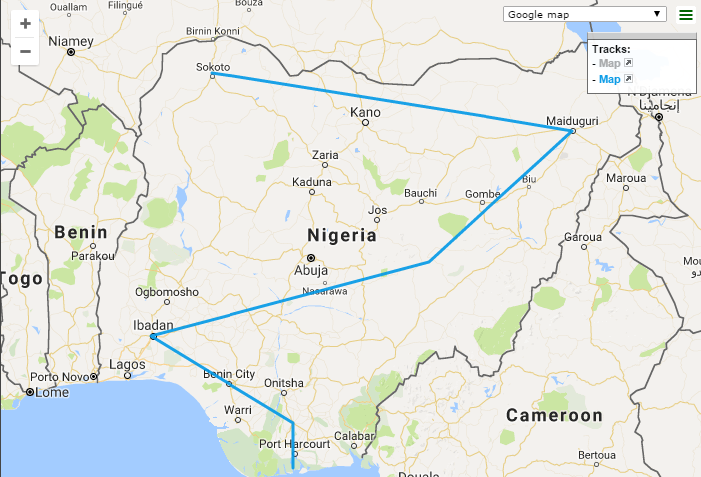 Ouallam
Filingué
Bouza
Birnin Konni
Google map
Niamey
Tracks:
- Map
- Map
Sokoto
إنجامينا
Kano
Maiduguri
Zaria
Kaduna
Bauchi
Gombe
Biu
Maroua
Jos
Benin
Nigeria
Garoua
Parakou
Togo
Abuja
Nasarawa
Ogbomosho
Ibadan
Lagos
Porto Novo
Benin City
Onitsha
Lome
Warri
Cameroon
Port Harcourt
Calabar
Bertoua